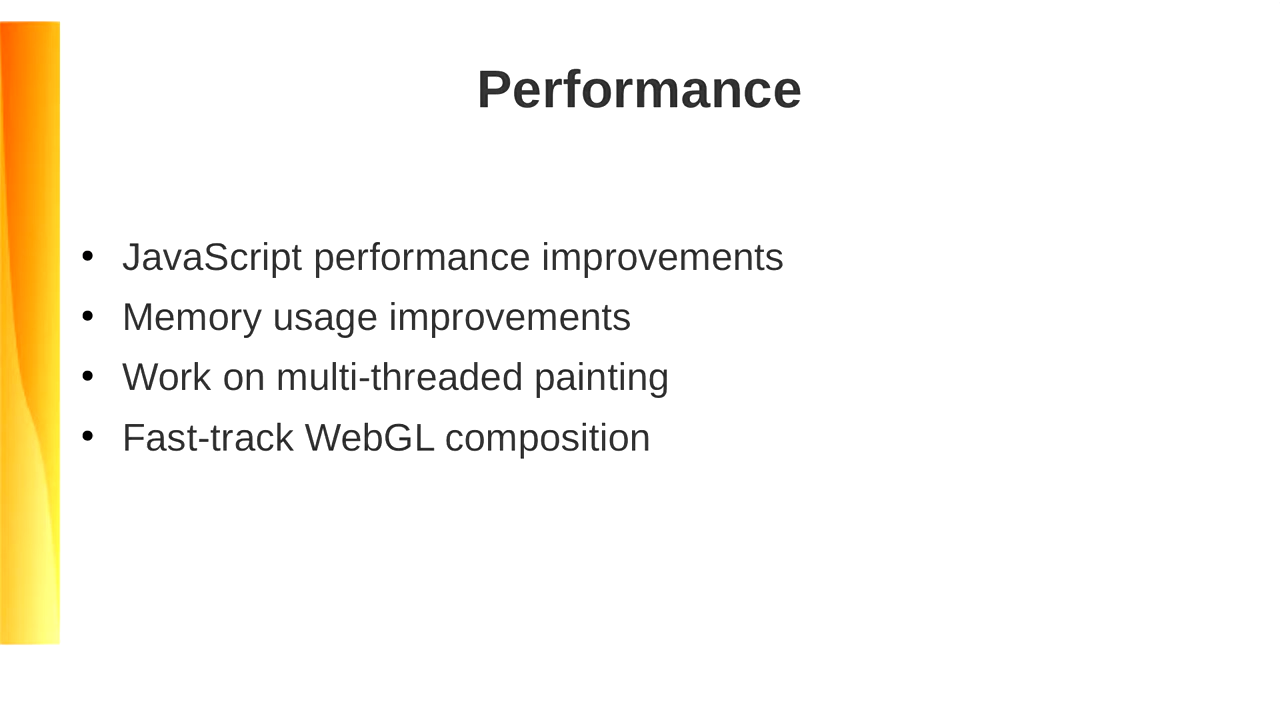 Performance
• JavaScript performance improvements
• Memory usage improvements
• Work on multi-threaded painting
• Fast-track WebGL composition